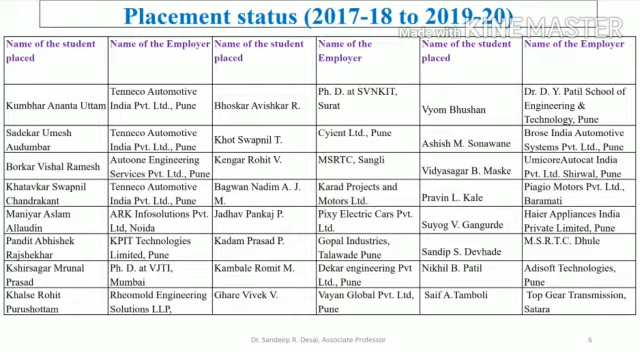 Placement status (2017-18 to 2019-20)
Made with KINEMASTER
Name of the student placed | Name of the Employer | Name of the student placed | Name of the Employer | Name of the student placed | Name of the Employer
Kumbhar Ananta Uttam | Tenneco Automotive India Pvt. Ltd., Pune | Bhoskar Avishkar R. | Ph. D. at SVNKIT, Surat | Vyom Bhushan | Dr. D. Y. Patil School of Engineering & Technology, Pune
Sadekar Umesh Audumbar | Tenneco Automotive India Pvt. Ltd., Pune | Khot Swapnil T. | Cyient Ltd., Pune | Ashish M. Sonawane | Brose India Automotive Systems Pvt. Ltd., Pune
Borkar Vishal Ramesh | Autoone Engineering Services Pvt. Ltd., Pune | Kengar Rohit V. | MSRTC, Sangli | Vidyasagar B. Maske | UmicoreAutocat India Pvt. Ltd. Shirwal, Pune
Khatavkar Swapnil Chandrakant | Tenneco Automotive India Pvt. Ltd., Pune | Bagwan Nadim A. J. M. | Karad Projects and Motors Ltd. | Pravin L. Kale | Piagio Motors Pvt. Ltd., Baramati
Maniyar Aslam Allaudin | ARK Infosolutions Pvt. Ltd, Noida | Jadhav Pankaj P. | Pixy Electric Cars Pvt. Ltd. | Suyog V. Gangurde | Haier Appliances India Private Limited, Pune
Pandit Abhishek Rajshekhar | KPIT Technologies Limited, Pune | Kadam Prasad P. | Gopal Industries, Talawade Pune | Sandip S. Devhade | M.S.R.T.C. Dhule
Kshirsagar Mrunal Prasad | Ph. D. at VJTI, Mumbai | Kambale Romit M. | Dekar engineering Pvt Ltd., Pune | Nikhil B. Patil | Adisoft Technologies, Pune
Khalse Rohit Purushottam | Rheomold Engineering Solutions LLP, | Ghare Vivek V. | Vayan Global Pvt. Ltd, Pune | Saif A.Tamboli | Top Gear Transmission, Satara
Dr. Sandeep R. Desai, Associate Professor
6